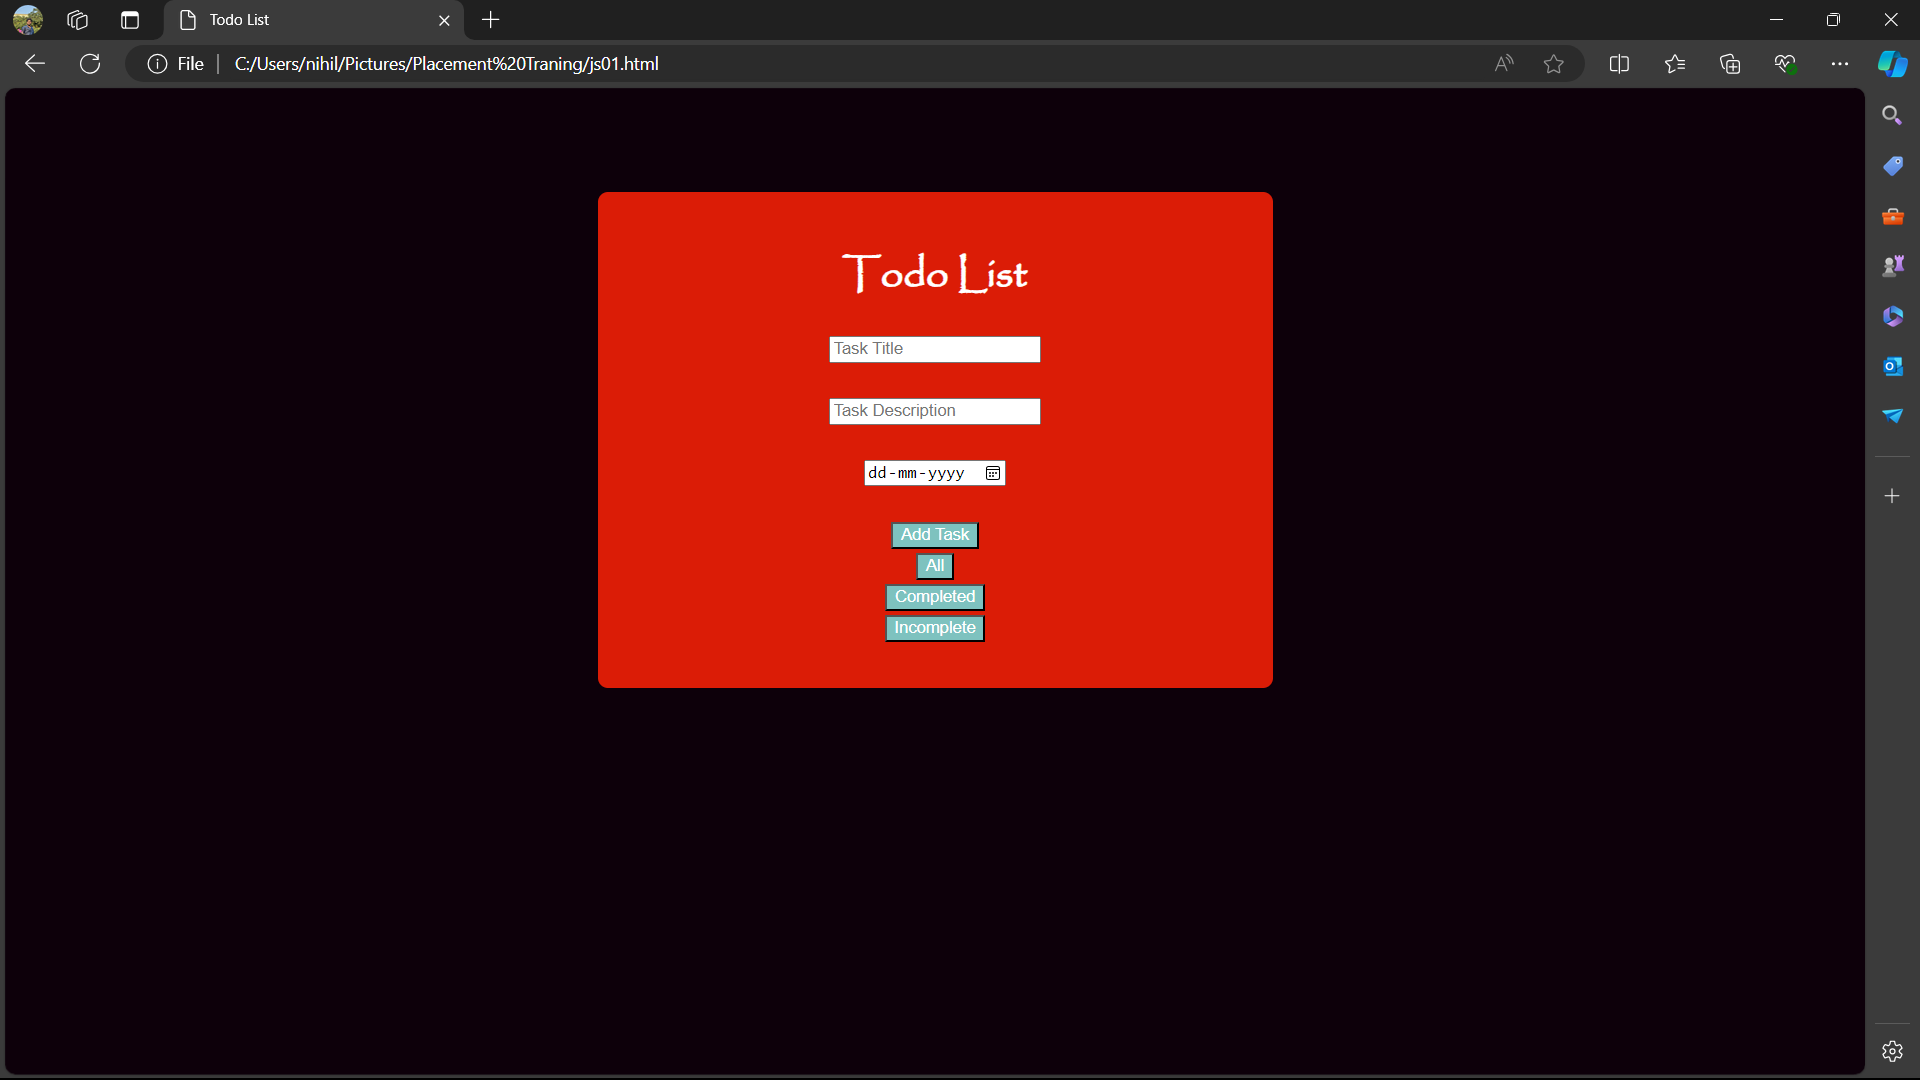 Todo List
File
C:/Users/nihil/Pictures/Placement%20Traning/js01.html
Todo List
Task Title
Task Description
dd-mm-yyyy
Add Task
All
Completed
Incomplete